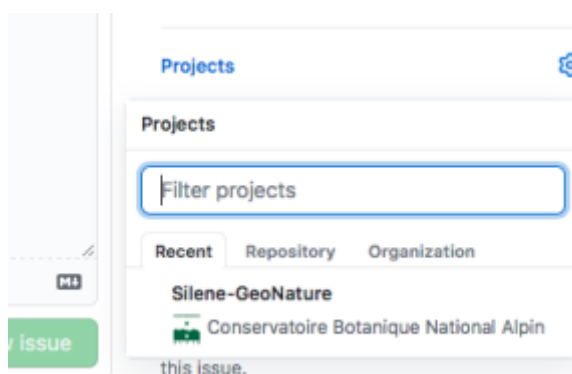 Projects
Projects
Filter projects
Recent Repository Organization
Silene-GeoNature
M↓
Conservatoire Botanique National Alpin
issue
this issue.